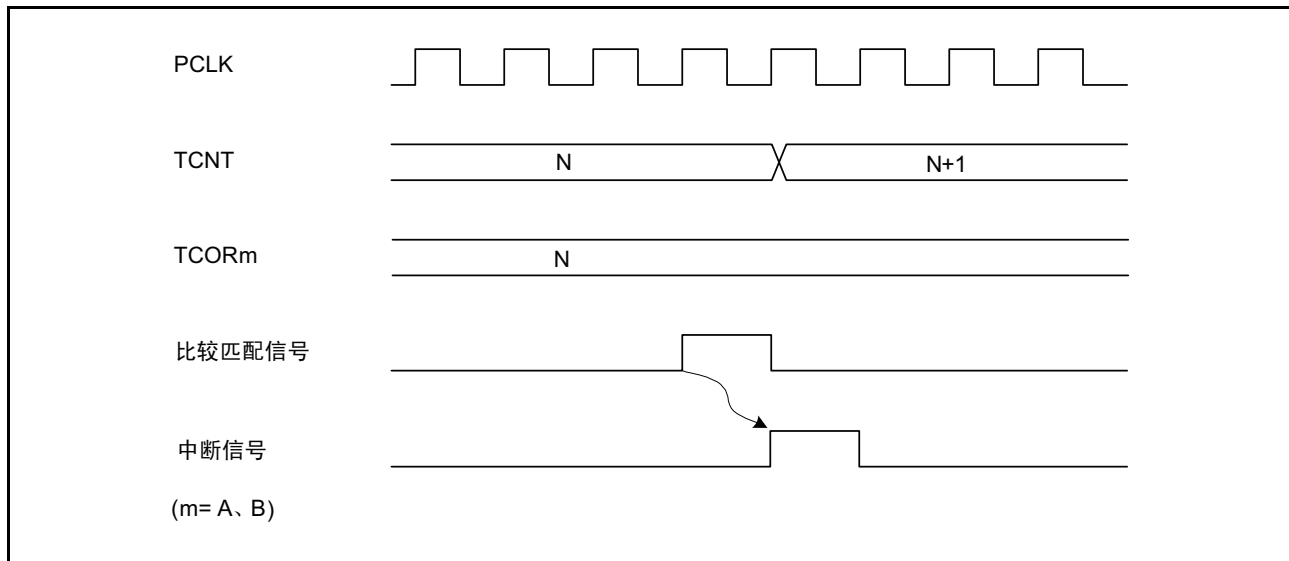 PCLK
TCNT
N
N+1
TCORm
N
比较匹配信号
中断信号
(m= A、B)